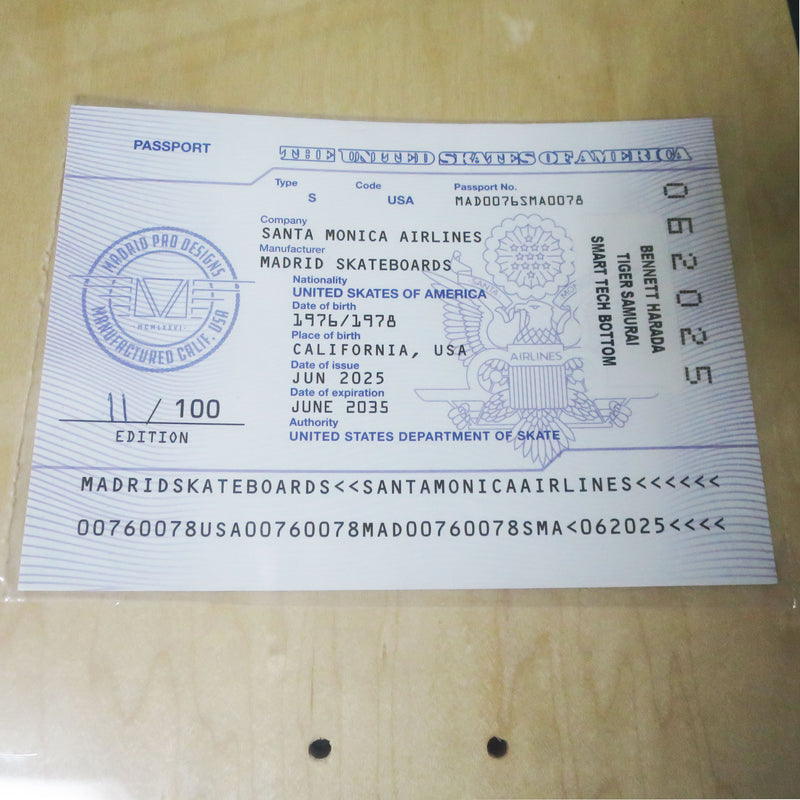 PASSPORT
THE UNITED SKATES OF AMERICA
Type
Code
Passport No.
S
USA
MAD0076SMA0078
Company
SANTA MONICA AIRLINES
Manufacturer
MADRID SKATEBOARDS
Nationality
UNITED SKATES OF AMERICA
Date of birth
1976/1978
Place of birth
CALIFORNIA, USA
Date of issue
JUN 2025
Date of expiration
JUNE 2035
Authority
UNITED STATES DEPARTMENT OF SKATE
MADRID PRO DESIGNS
MCMLXXVI
MANUFACTURED CALIF. USA
11 / 100
EDITION
AIRLINES
062025
BENNETT HARADA
TIGER SAMURAI
SMART TECH BOTTOM
MADRIDSKATEBOARDS<<SANTAMONICAAIRLINES<<<<<<
00760078USA00760078MAD00760078SMA<062025<<<<